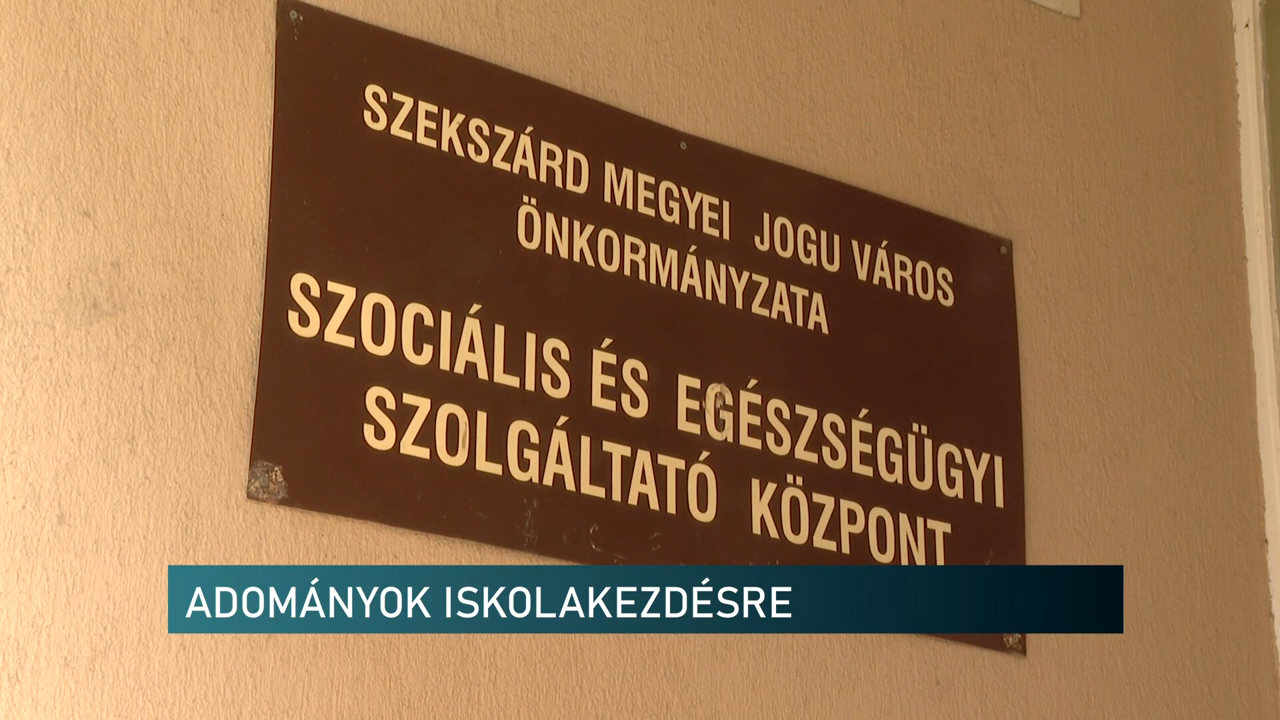 SZEKSZÁRD MEGYEI JOGU VÁROS
ÖNKORMÁNYZATA
SZOCIÁLIS ÉS EGÉSZSÉGÜGYI
SZOLGÁLTATÓ KÖZPONT
ADOMÁNYOK ISKOLAKEZDÉSRE